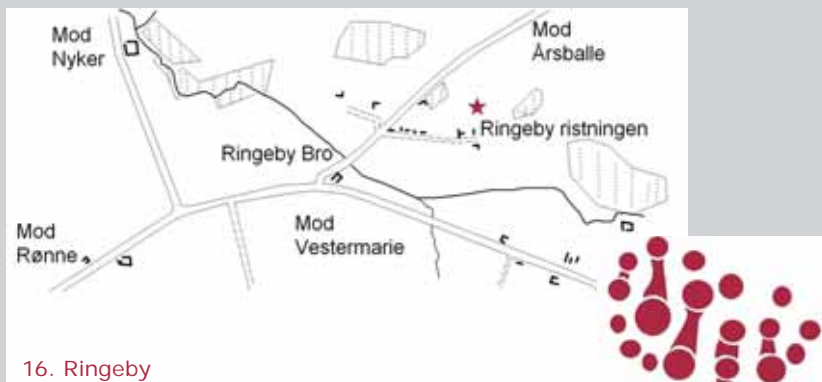 Mod
Nyker
Mod
Årsballe
Ringeby ristningen
Ringeby Bro
Mod
Rønne
Mod
Vestermarie
16. Ringeby